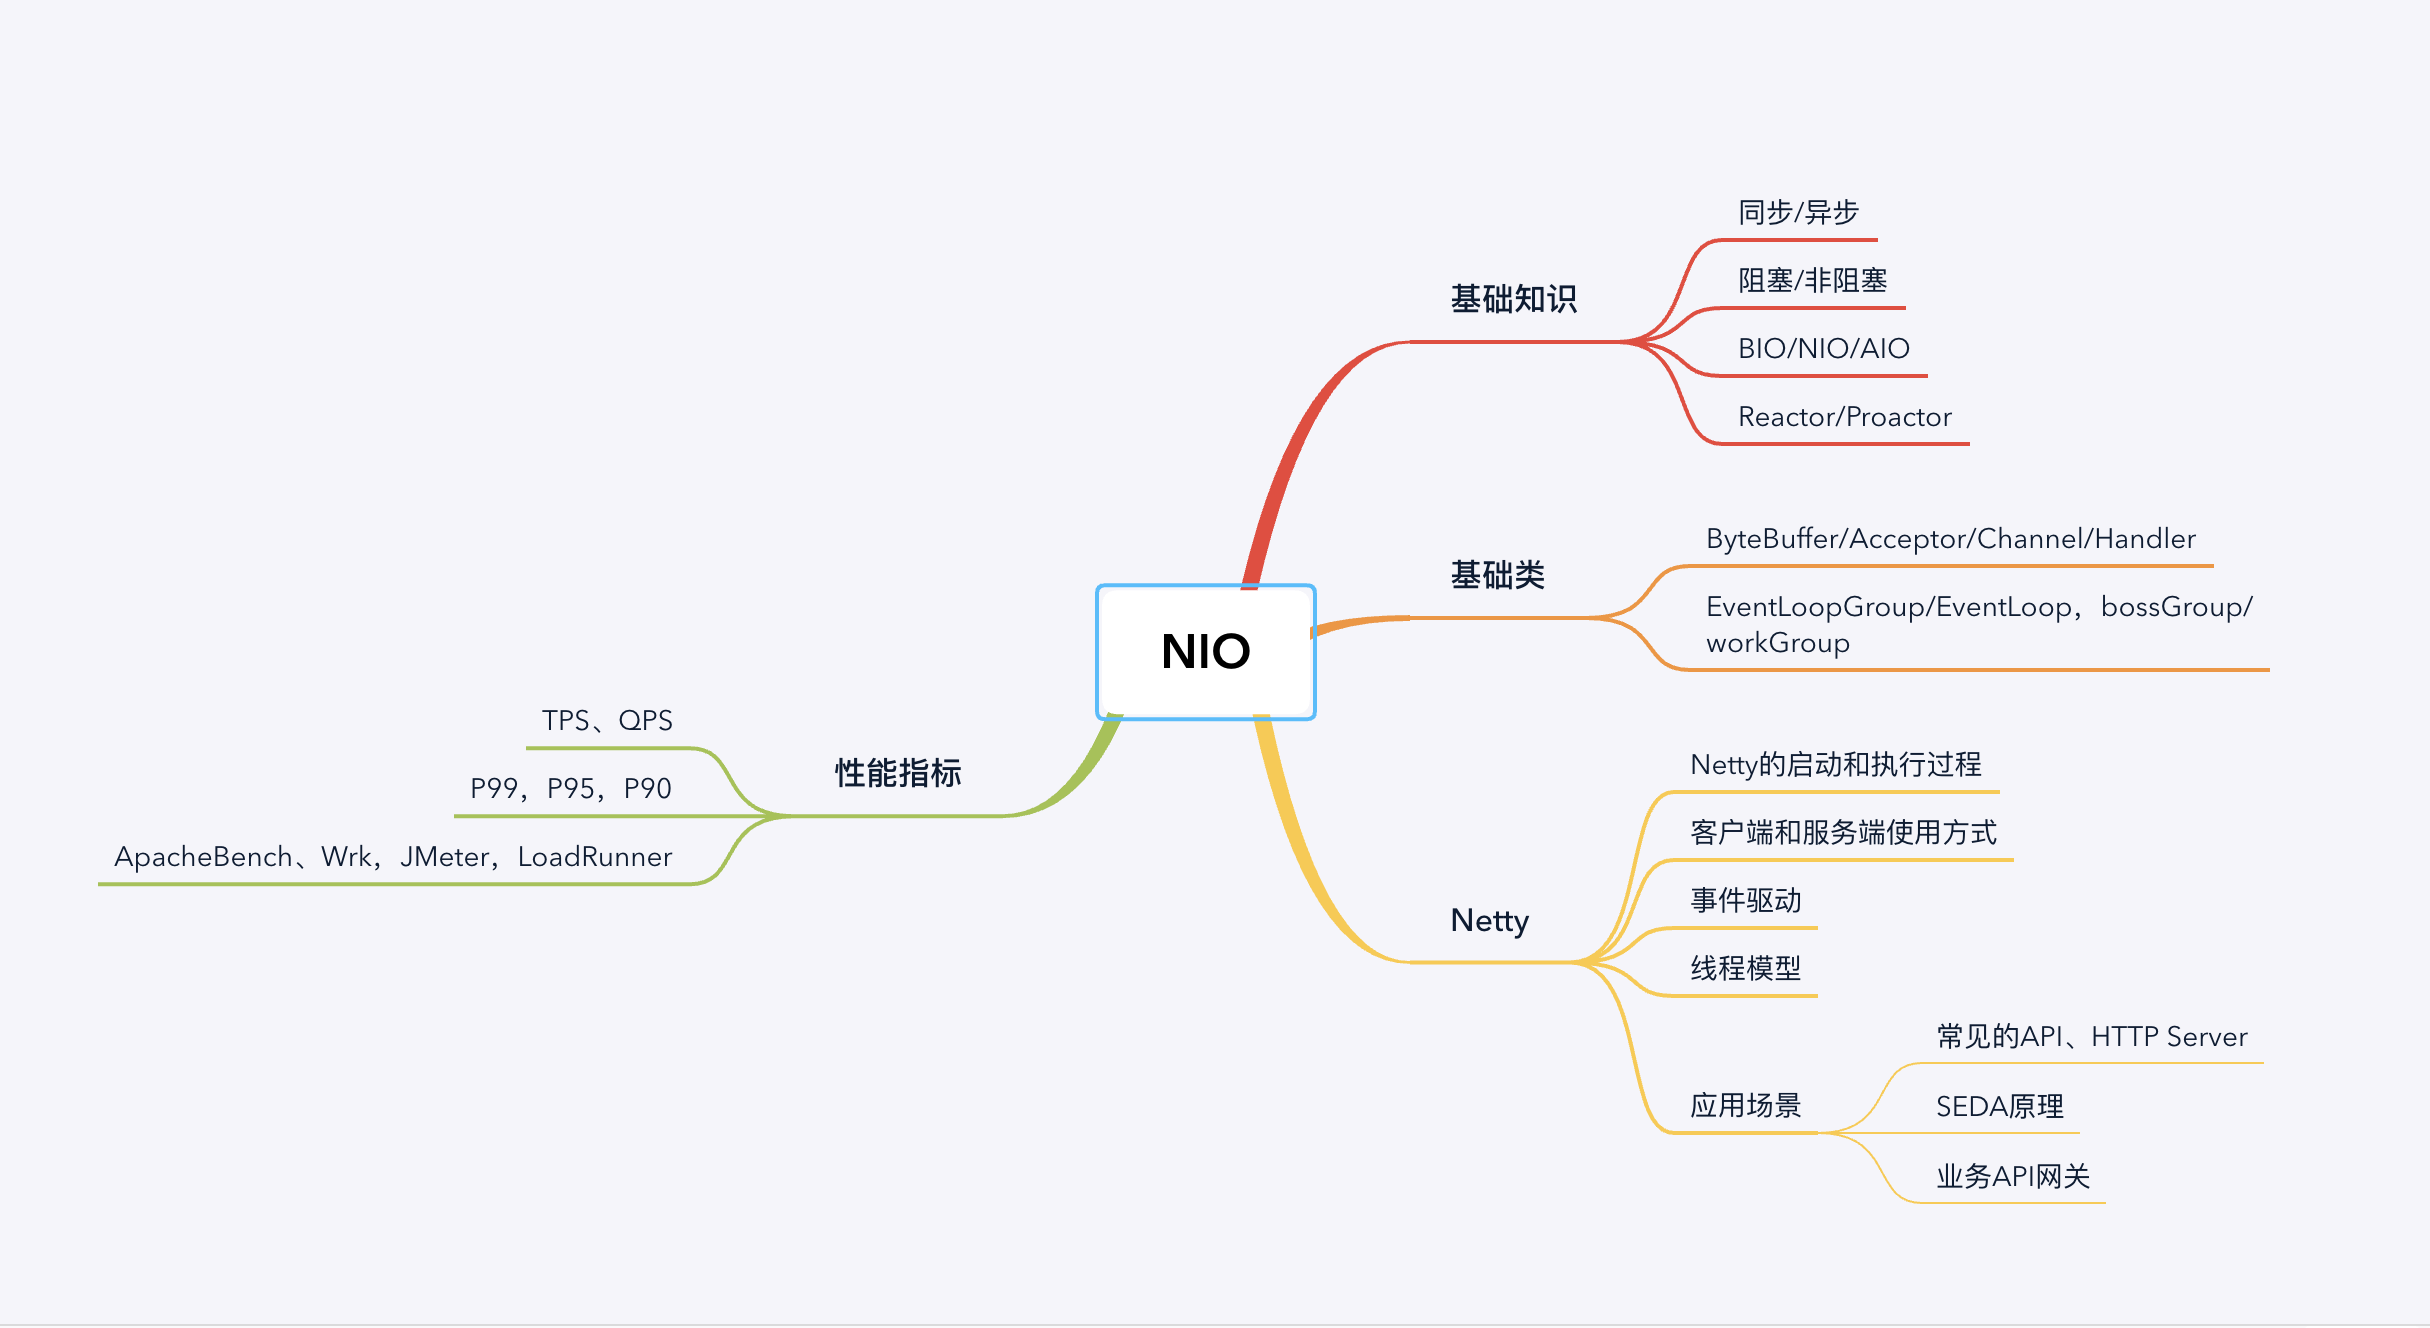 NIO
基础知识
同步/异步
阻塞/非阻塞
BIO/NIO/AIO
Reactor/Proactor
基础类
ByteBuffer/Acceptor/Channel/Handler
EventLoopGroup/EventLoop，bossGroup/
workGroup
Netty
Netty的启动和执行过程
客户端和服务端使用方式
事件驱动
线程模型
应用场景
常见的API、HTTP Server
SEDA原理
业务API网关
性能指标
TPS、QPS
P99，P95，P90
ApacheBench、Wrk，JMeter，LoadRunner